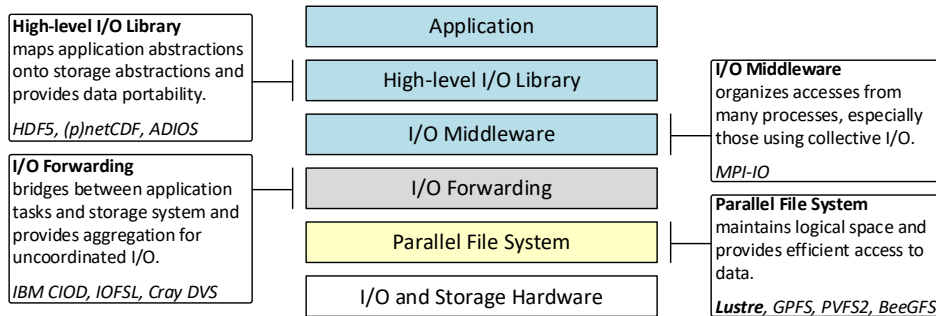 High-level I/O Library
maps application abstractions
onto storage abstractions and
provides data portability.
HDF5, (p)netCDF, ADIOS
I/O Forwarding
bridges between application
tasks and storage system and
provides aggregation for
uncoordinated I/O.
IBM CIOD, IOFSL, Cray DVS
Application
High-level I/O Library
I/O Middleware
I/O Forwarding
Parallel File System
I/O and Storage Hardware
I/O Middleware
organizes accesses from
many processes, especially
those using collective I/O.
MPI-IO
Parallel File System
maintains logical space and
provides efficient access to
data.
Lustre, GPFS, PVFS2, BeeGFS